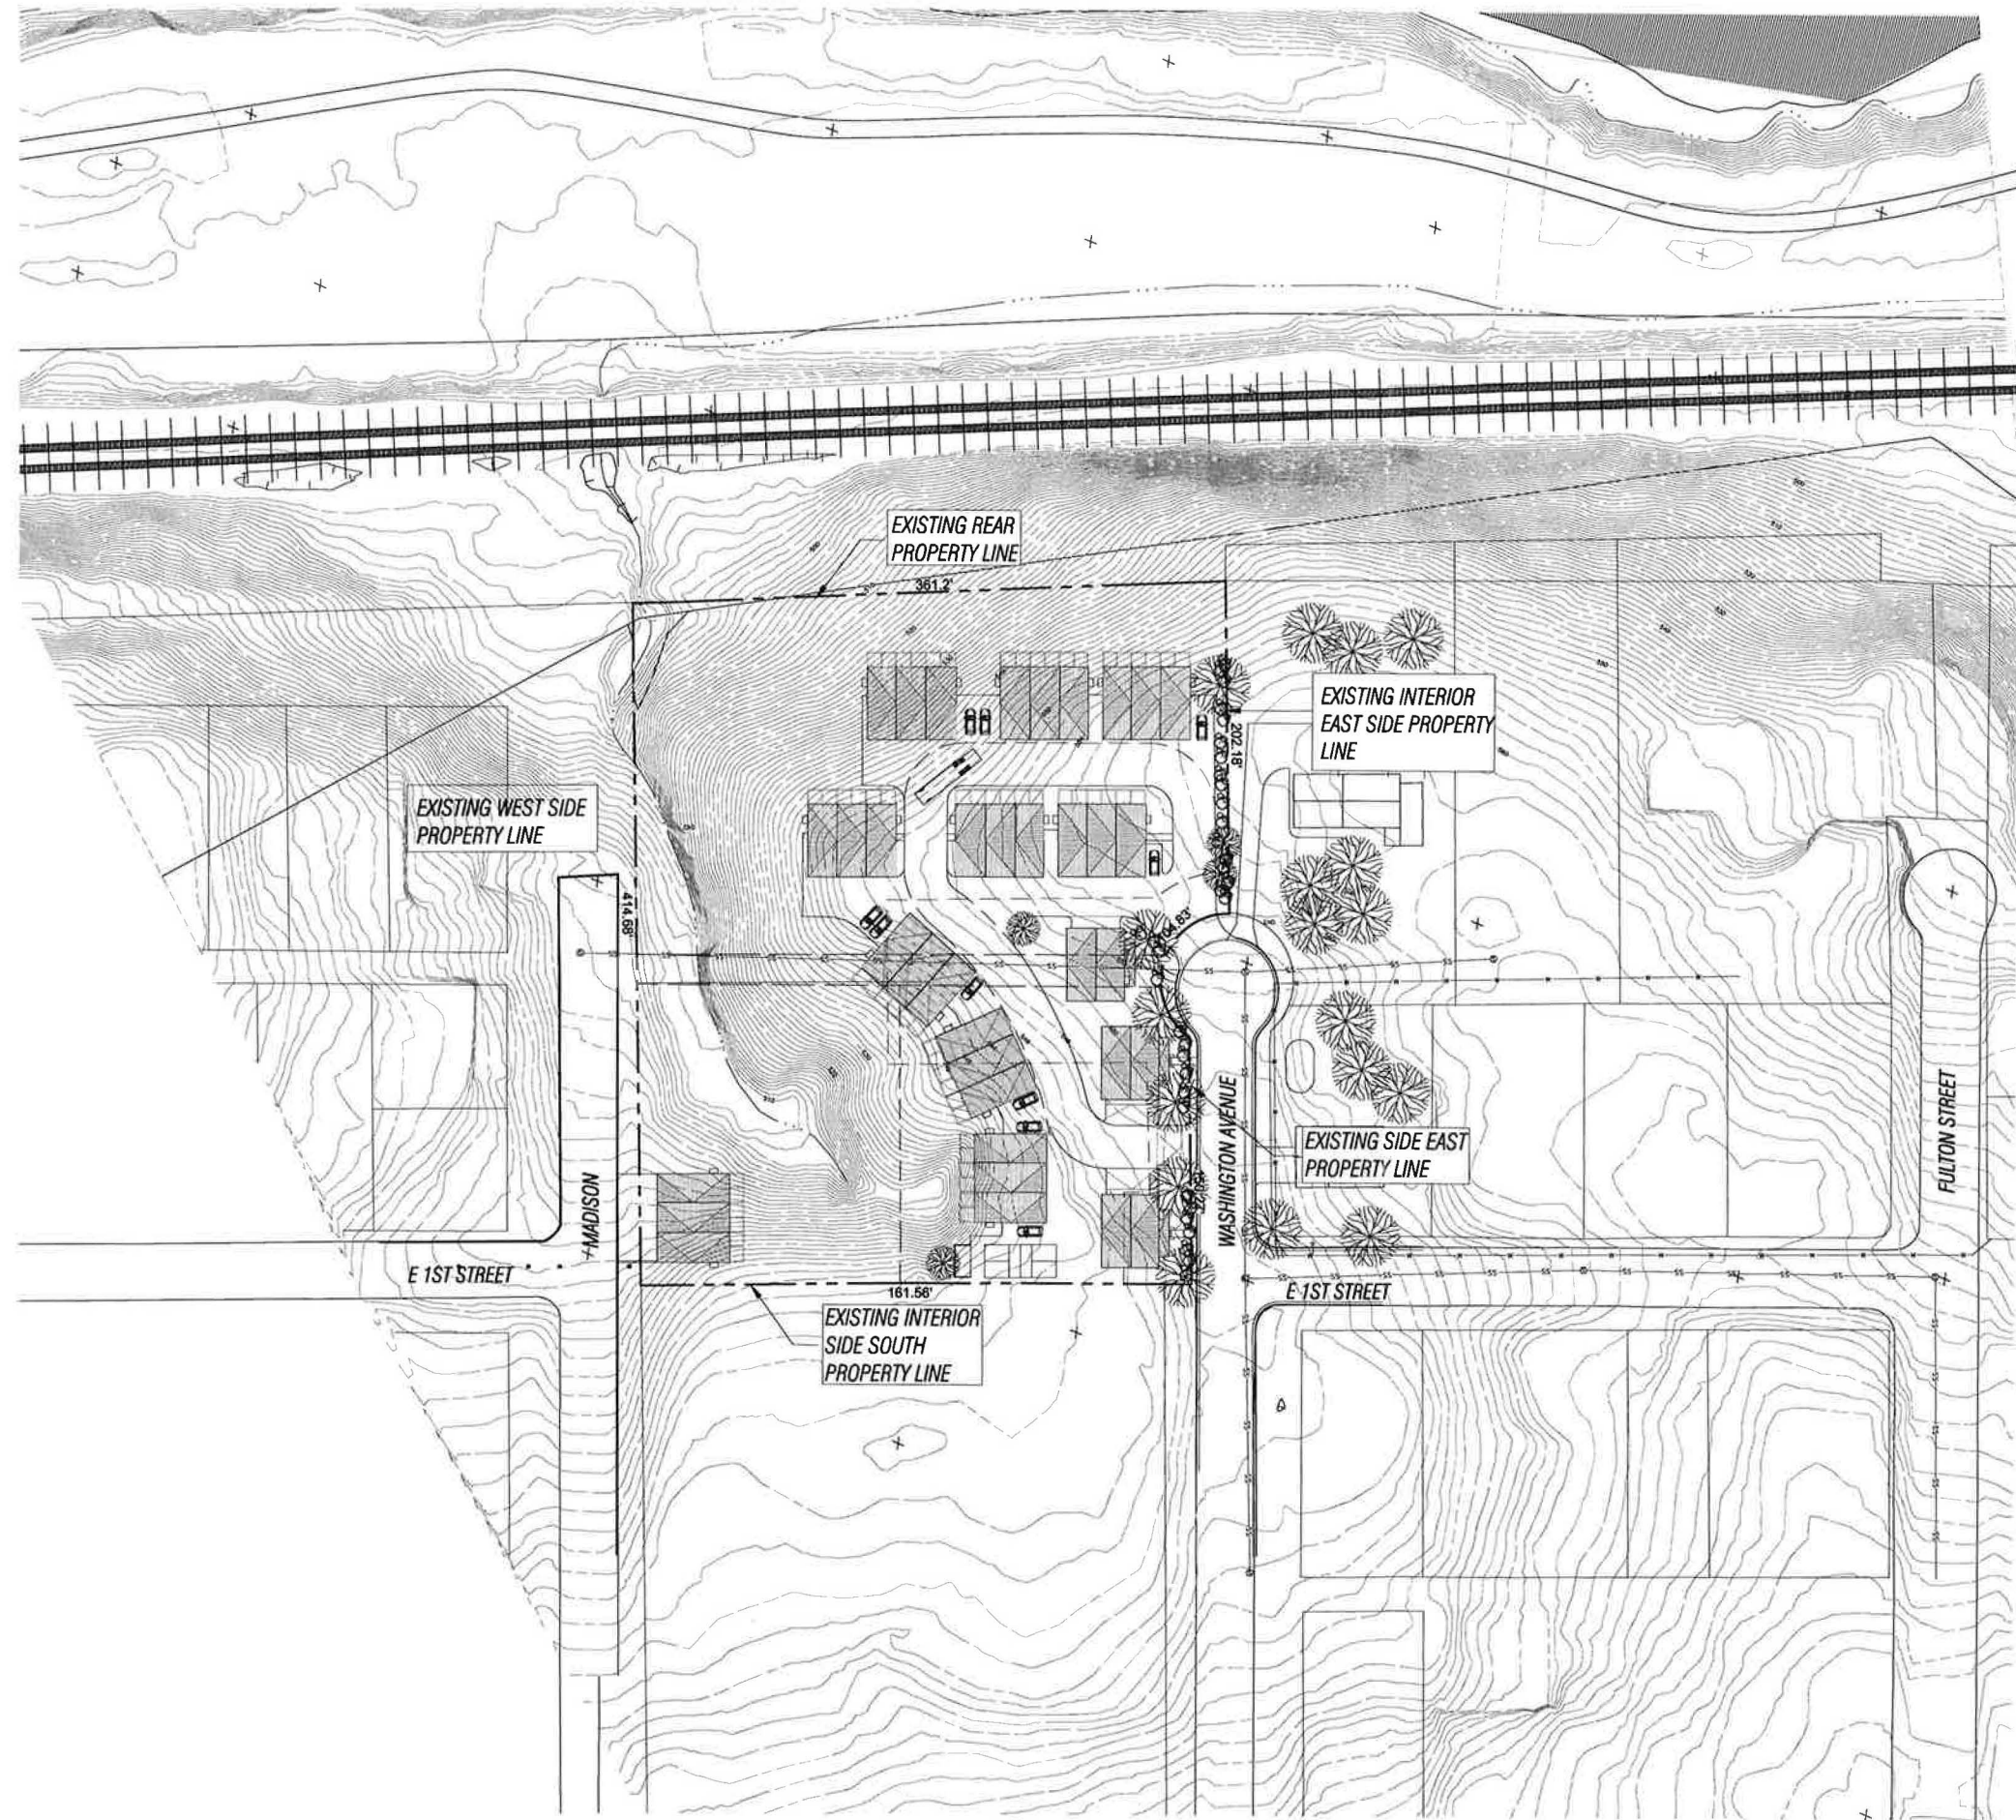 EXISTING REAR
PROPERTY LINE
361.2'
EXISTING INTERIOR
EAST SIDE PROPERTY
LINE
202.18'
EXISTING WEST SIDE
PROPERTY LINE
414.68'
WASHINGTON AVENUE
EXISTING SIDE EAST
PROPERTY LINE
FULTON STREET
MADISON
E 1ST STREET
E 1ST STREET
161.56'
EXISTING INTERIOR
SIDE SOUTH
PROPERTY LINE